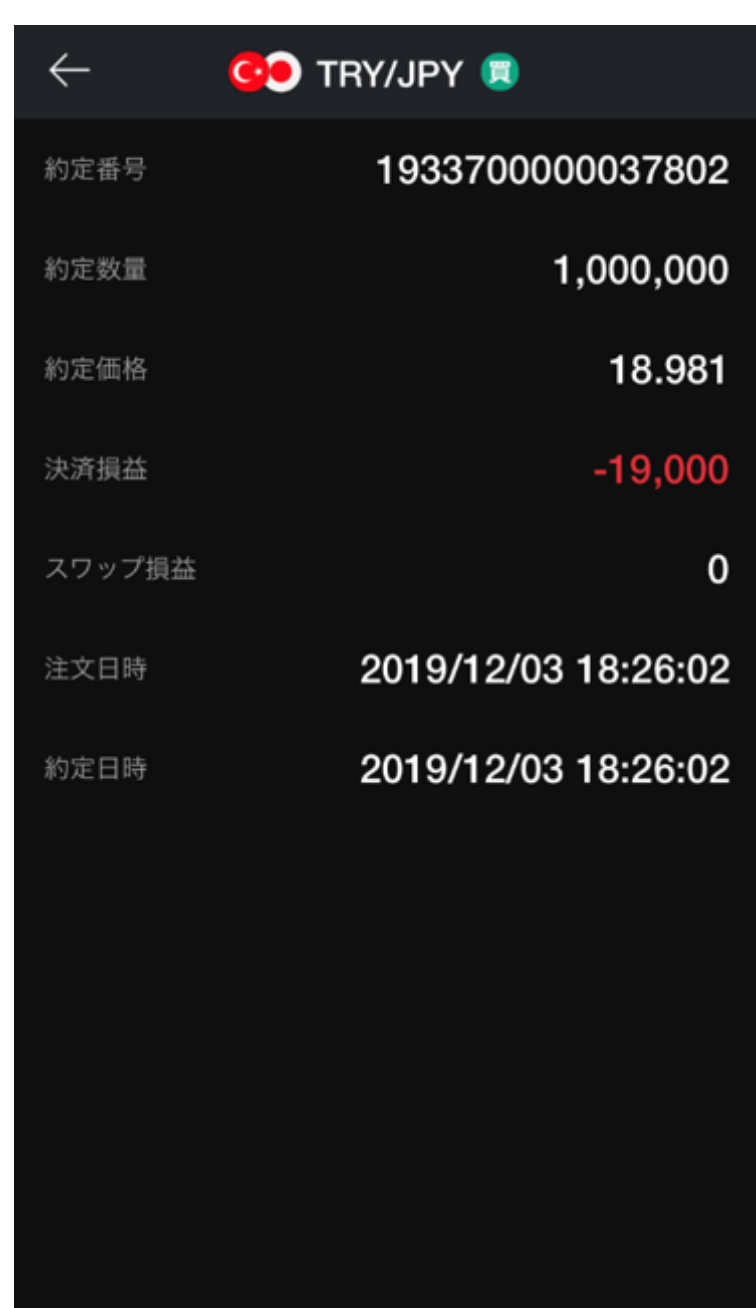 TRY/JPY 買
約定番号 1933700000037802
約定数量 1,000,000
約定価格 18.981
決済損益 -19,000
スワップ損益 0
注文日時 2019/12/03 18:26:02
約定日時 2019/12/03 18:26:02